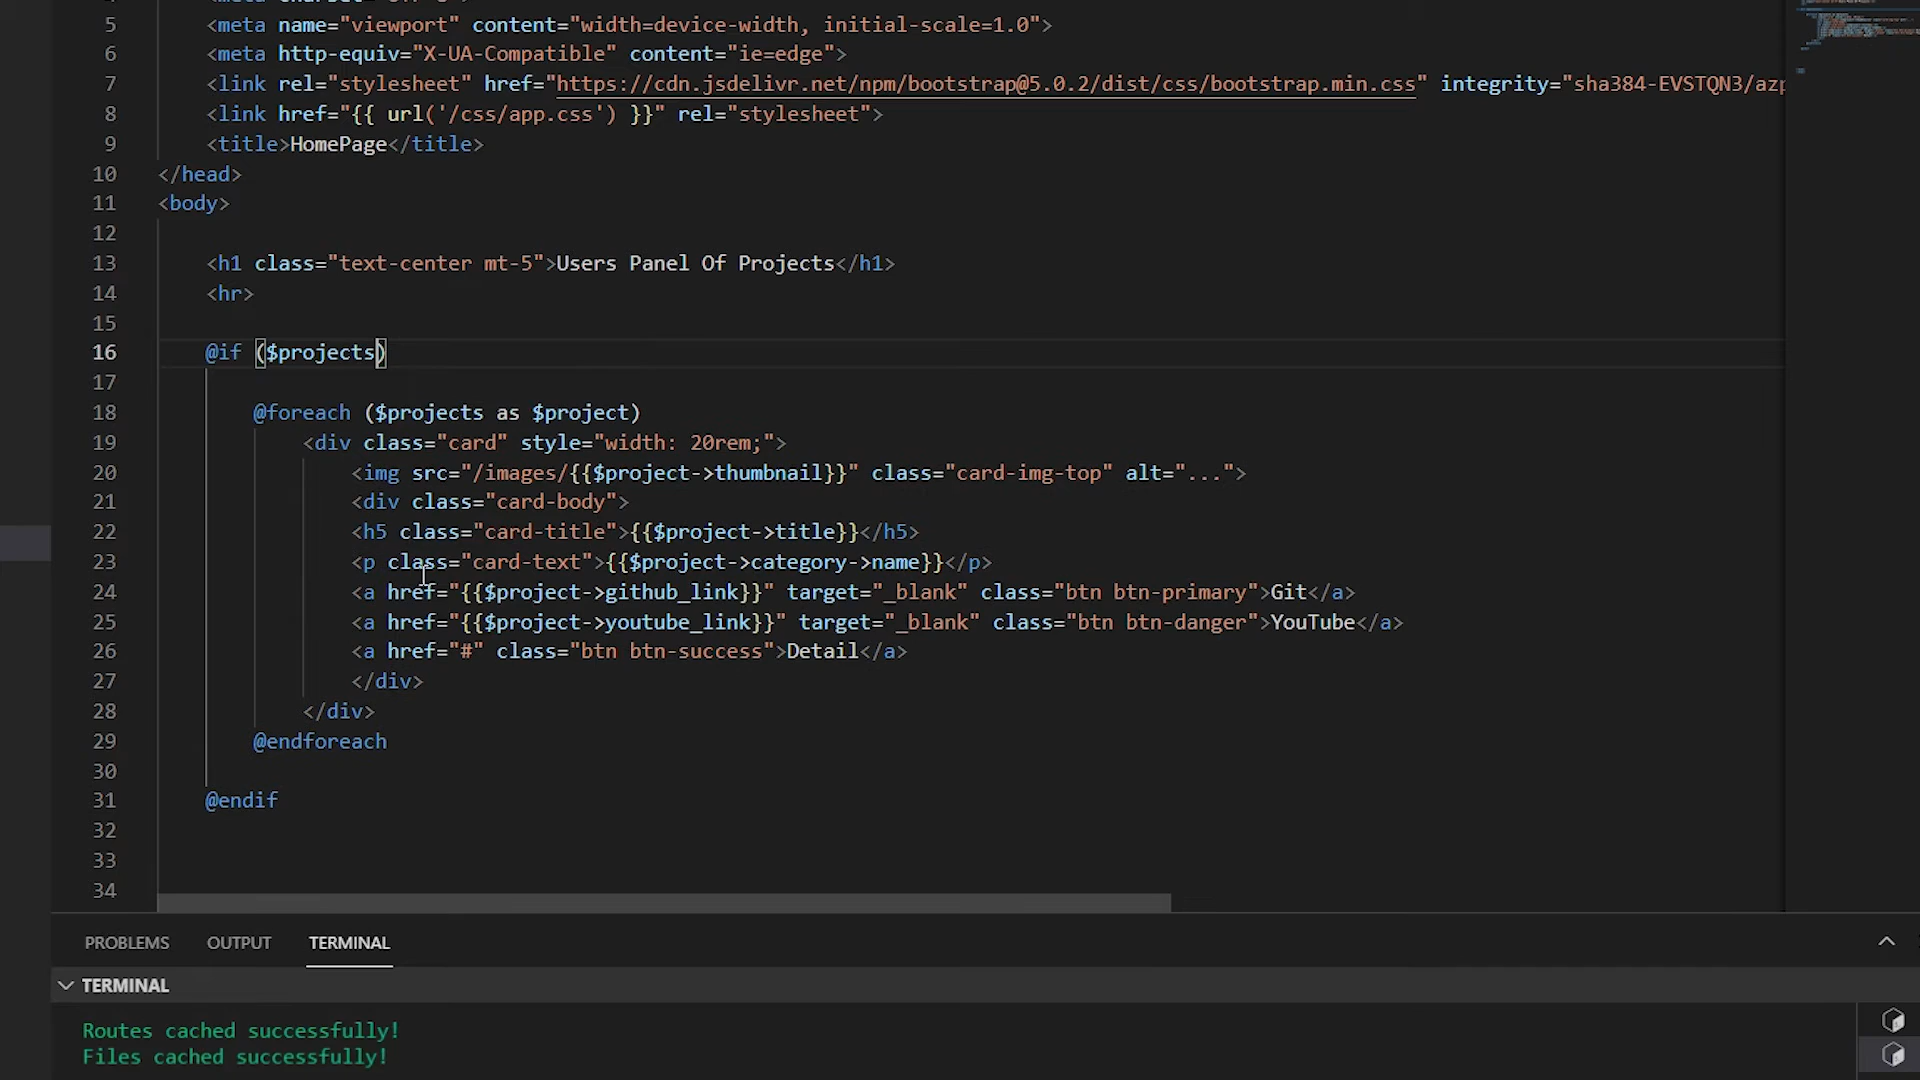 5 <meta name="viewport" content="width=device-width, initial-scale=1.0">
6 <meta http-equiv="X-UA-Compatible" content="ie=edge">
7 <link rel="stylesheet" href="https://cdn.jsdelivr.net/npm/bootstrap@5.0.2/dist/css/bootstrap.min.css" integrity="sha384-EVSTQN3/azp
8 <link href="{{ url('/css/app.css') }}" rel="stylesheet">
9 <title>HomePage</title>
10 </head>
11 <body>
12
13 <h1 class="text-center mt-5">Users Panel Of Projects</h1>
14 <hr>
15
16 @if ($projects)
17
18 @foreach ($projects as $project)
19 <div class="card" style="width: 20rem;">
20 <img src="/images/{{$project->thumbnail}}" class="card-img-top" alt="...">
21 <div class="card-body">
22 <h5 class="card-title">{{$project->title}}</h5>
23 <p class="card-text">{{$project->category->name}}</p>
24 <a href="{{$project->github_link}}" target="_blank" class="btn btn-primary">Git</a>
25 <a href="{{$project->youtube_link}}" target="_blank" class="btn btn-danger">YouTube</a>
26 <a href="#" class="btn btn-success">Detail</a>
27 </div>
28 </div>
29 @endforeach
30
31 @endif
32
33
34
PROBLEMS OUTPUT TERMINAL
TERMINAL
Routes cached successfully!
Files cached successfully!